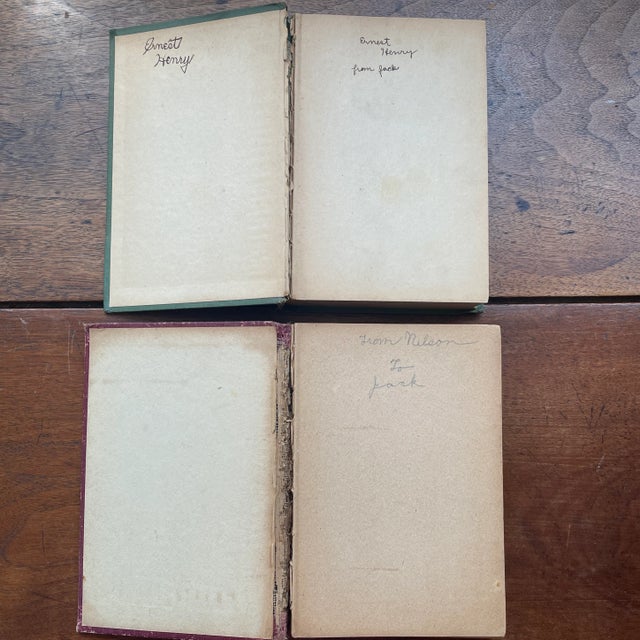 Ernest
Henry
Ernest
Henry
from Jack
From Nelson
To
Jack